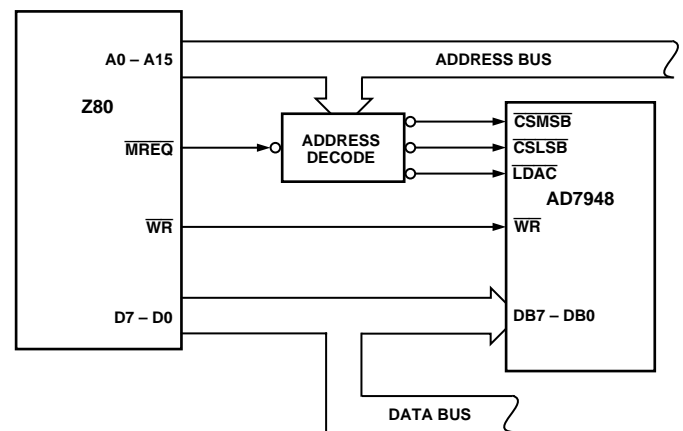 A0 – A15
ADDRESS BUS
Z80
MREQ
ADDRESS
DECODE
CSMSB
CSLSB
LDAC
AD7948
WR
WR
D7 – D0
DB7 – DB0
DATA BUS